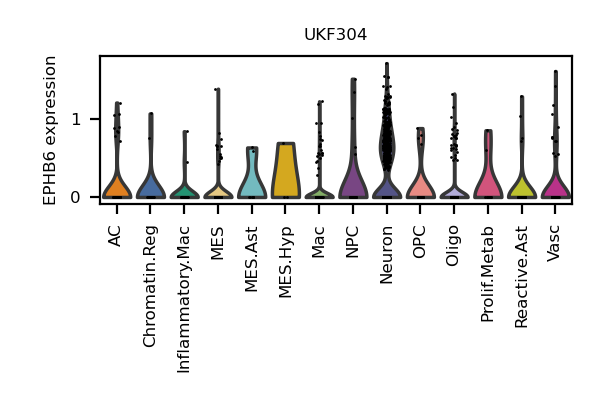 UKF304
EPHB6 expression
1
0
AC
Chromatin.Reg
Inflammatory.Mac
MES
MES.Ast
MES.Hyp
Mac
NPC
Neuron
OPC
Oligo
Prolif.Metab
Reactive.Ast
Vasc